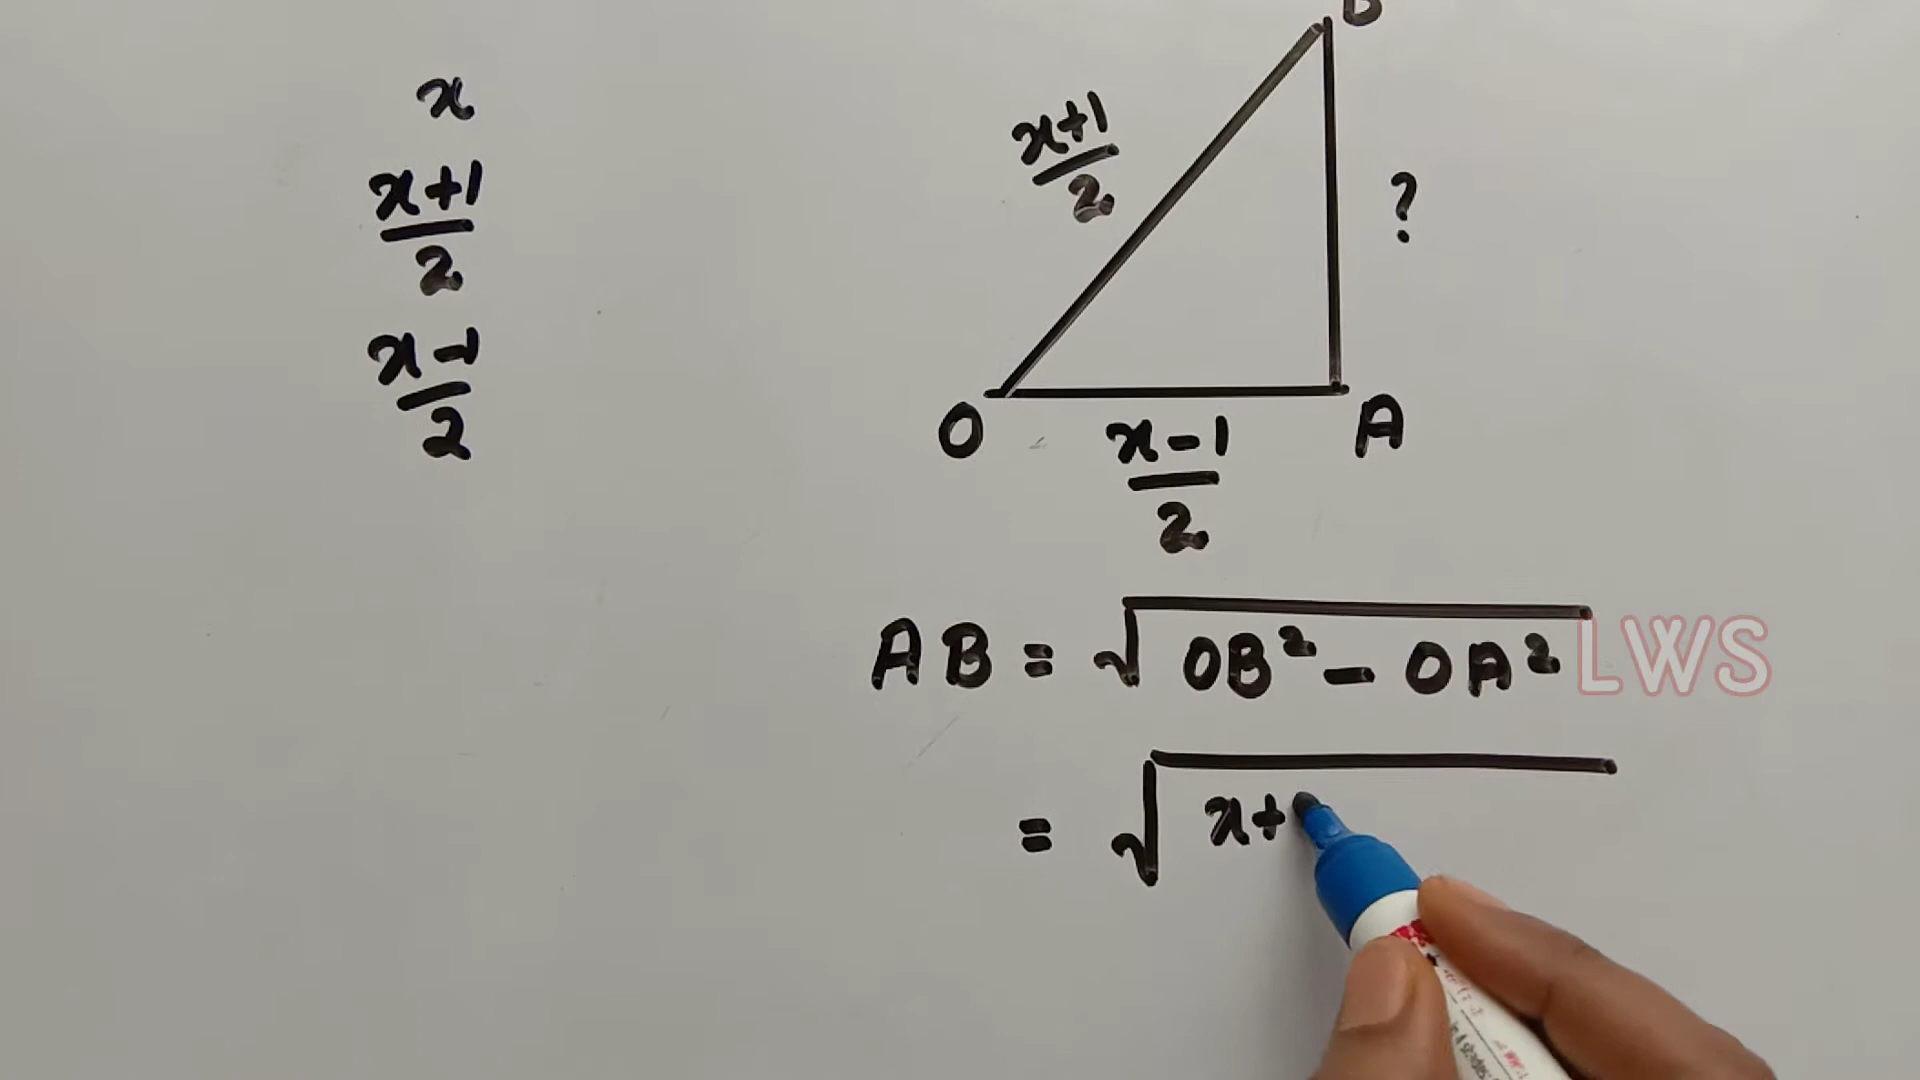 x
x+1
2
x-1
2
B
x+1
2
?
O
A
x-1
2
AB = √OB² - OA²
LWS
= √x+